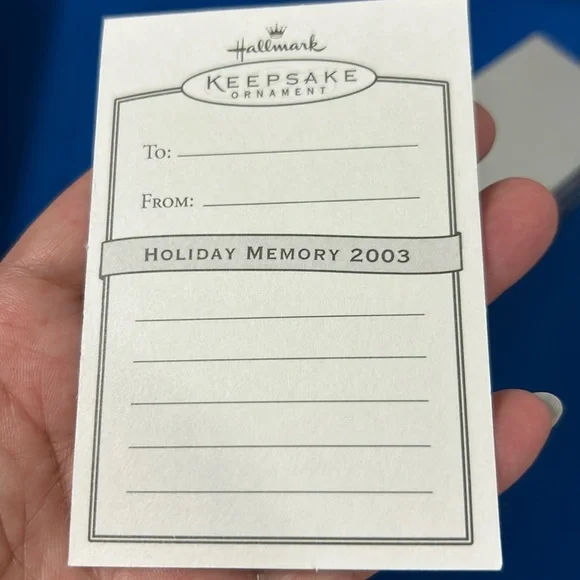 Hallmark
KEEPSAKE
ORNAMENT
TO:
FROM:
HOLIDAY MEMORY 2003